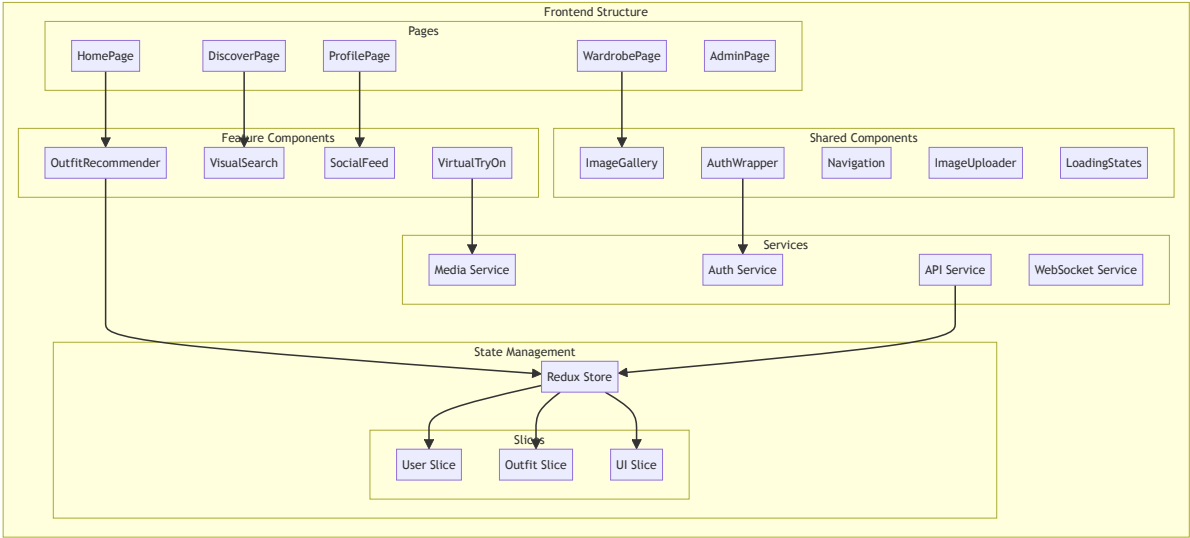 Frontend Structure
Pages
HomePage
DiscoverPage
ProfilePage
WardrobePage
AdminPage
Feature Components
OutfitRecommender
VisualSearch
SocialFeed
VirtualTryOn
Shared Components
ImageGallery
AuthWrapper
Navigation
ImageUploader
LoadingStates
Services
Media Service
Auth Service
API Service
WebSocket Service
State Management
Redux Store
Slices
User Slice
Outfit Slice
UI Slice